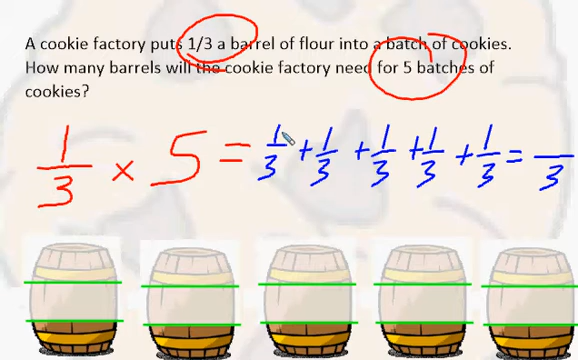 A cookie factory puts 1/3 a barrel of flour into a batch of cookies.
How many barrels will the cookie factory need for 5 batches of
cookies?
1/3 × 5 = 1/3 + 1/3 + 1/3 + 1/3 + 1/3 = /3